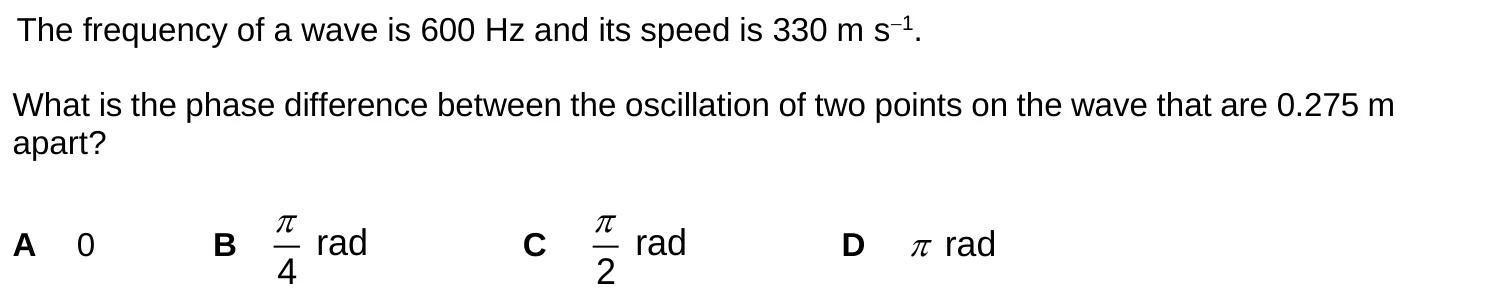 The frequency of a wave is 600 Hz and its speed is 330 m s⁻¹.
What is the phase difference between the oscillation of two points on the wave that are 0.275 m
apart?
A 0 B π/4 rad C π/2 rad D π rad